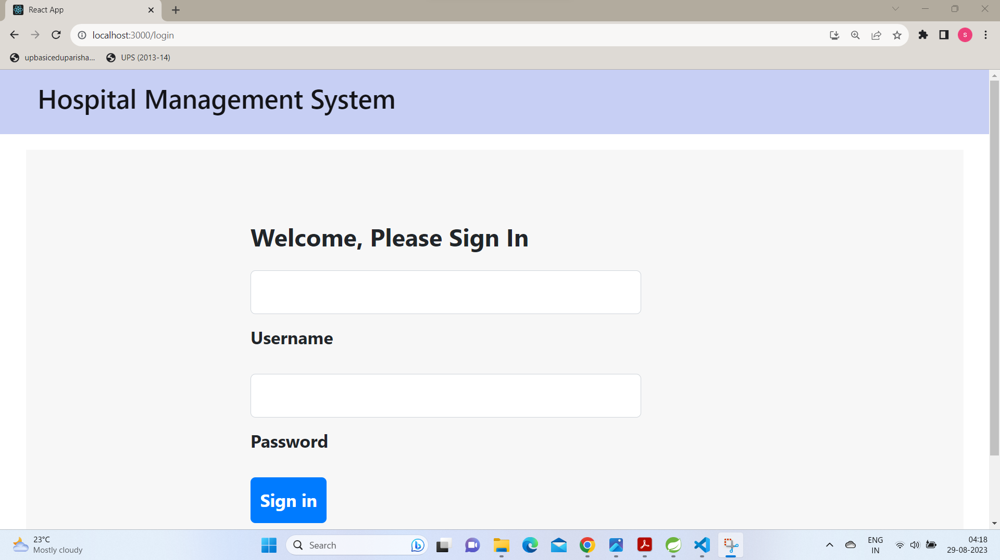 React App
localhost:3000/login
S
upbasiceduparisha... UPS (2013-14)
Hospital Management System
Welcome, Please Sign In
Username
Password
Sign in
23°C
Mostly cloudy
Search
ENG
IN
04:18
29-08-2023